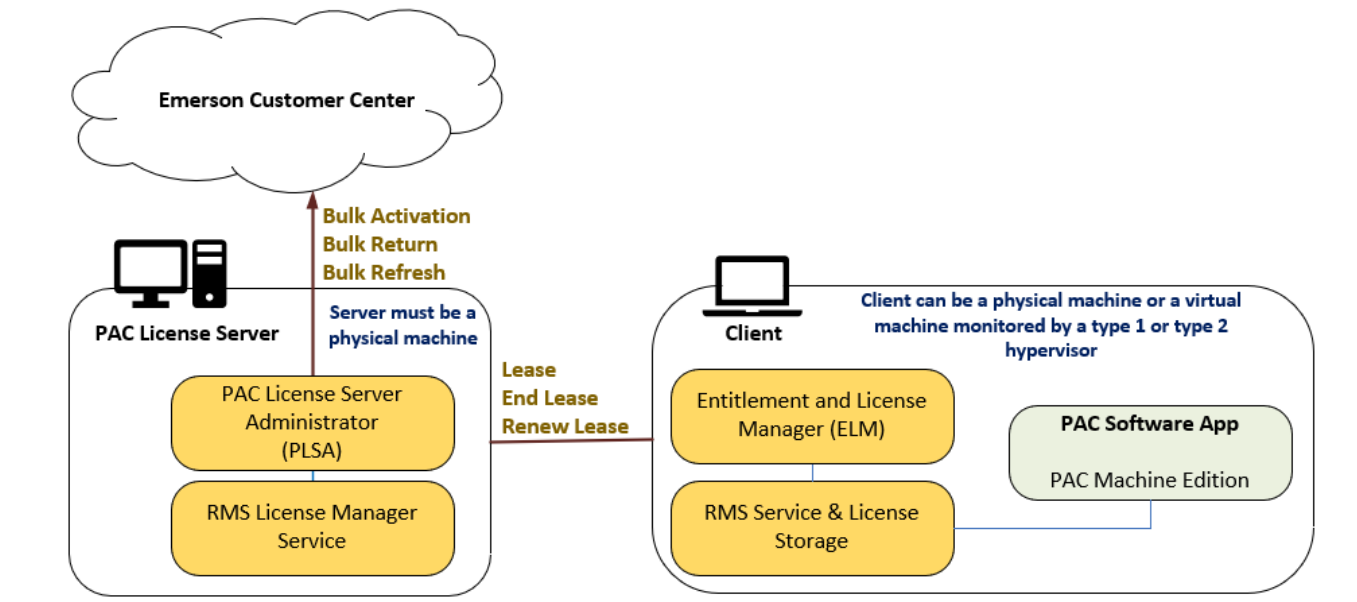 Emerson Customer Center
Bulk Activation
Bulk Return
Bulk Refresh
PAC License Server
Server must be a
physical machine
PAC License Server
Administrator
(PLSA)
RMS License Manager
Service
Lease
End Lease
Renew Lease
Client
Client can be a physical machine or a virtual
machine monitored by a type 1 or type 2
hypervisor
Entitlement and License
Manager (ELM)
RMS Service & License
Storage
PAC Software App
PAC Machine Edition